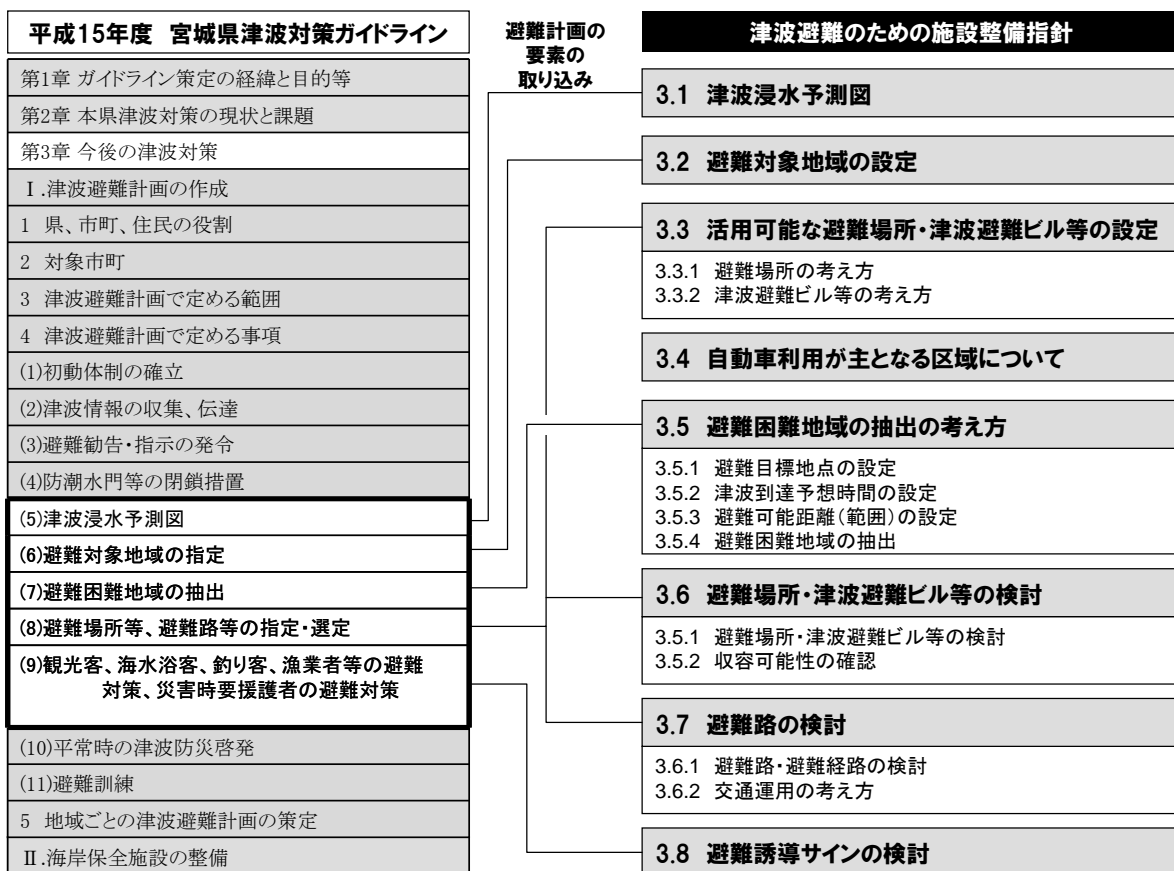 平成15年度 宮城県津波対策ガイドライン
第1章 ガイドライン策定の経緯と目的等
第2章 本県津波対策の現状と課題
第3章 今後の津波対策
Ⅰ.津波避難計画の作成
1 県、市町、住民の役割
2 対象市町
3 津波避難計画で定める範囲
4 津波避難計画で定める事項
(1)初動体制の確立
(2)津波情報の収集、伝達
(3)避難勧告・指示の発令
(4)防潮水門等の閉鎖措置
(5)津波浸水予測図
(6)避難対象地域の指定
(7)避難困難地域の抽出
(8)避難場所等、避難路等の指定・選定
(9)観光客、海水浴客、釣り客、漁業者等の避難
対策、災害時要援護者の避難対策
(10)平常時の津波防災啓発
(11)避難訓練
5 地域ごとの津波避難計画の策定
Ⅱ.海岸保全施設の整備
避難計画の
要素の
取り込み
津波避難のための施設整備指針
3.1 津波浸水予測図
3.2 避難対象地域の設定
3.3 活用可能な避難場所・津波避難ビル等の設定
3.3.1 避難場所の考え方
3.3.2 津波避難ビル等の考え方
3.4 自動車利用が主となる区域について
3.5 避難困難地域の抽出の考え方
3.5.1 避難目標地点の設定
3.5.2 津波到達予想時間の設定
3.5.3 避難可能距離(範囲)の設定
3.5.4 避難困難地域の抽出
3.6 避難場所・津波避難ビル等の検討
3.5.1 避難場所・津波避難ビル等の検討
3.5.2 収容可能性の確認
3.7 避難路の検討
3.6.1 避難路・避難経路の検討
3.6.2 交通運用の考え方
3.8 避難誘導サインの検討